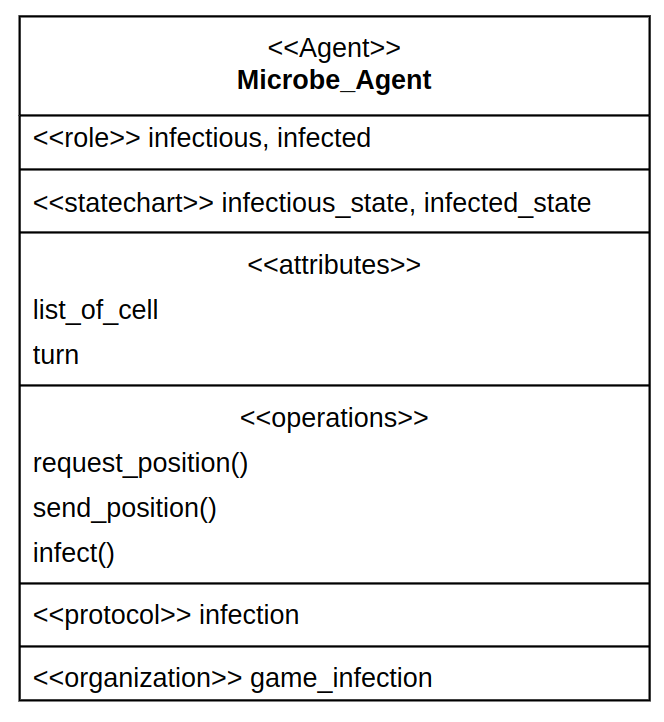 <<Agent>>
Microbe_Agent
<<role>> infectious, infected
<<statechart>> infectious_state, infected_state
<<attributes>>
list_of_cell
turn
<<operations>>
request_position()
send_position()
infect()
<<protocol>> infection
<<organization>> game_infection